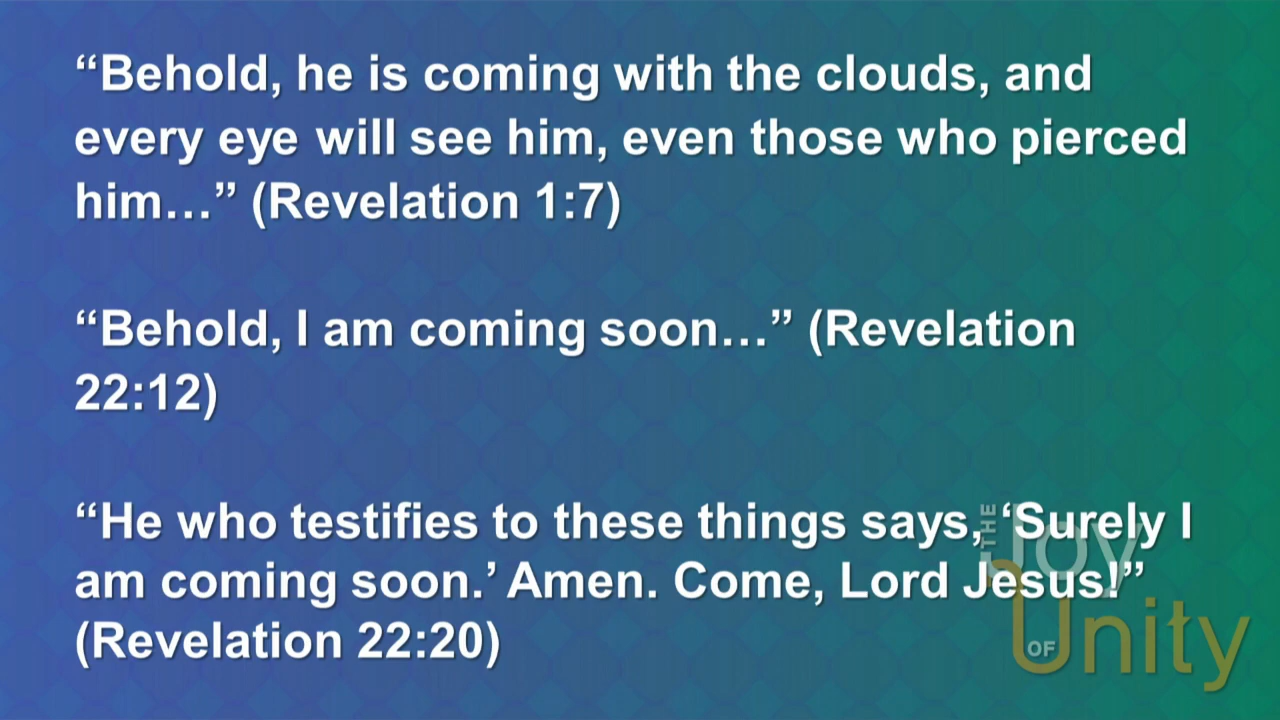 “Behold, he is coming with the clouds, and
every eye will see him, even those who pierced
him…” (Revelation 1:7)
“Behold, I am coming soon…” (Revelation
22:12)
“He who testifies to these things says, ‘Surely I
am coming soon.’ Amen. Come, Lord Jesus!”
(Revelation 22:20)
THE Joy
OF Unity